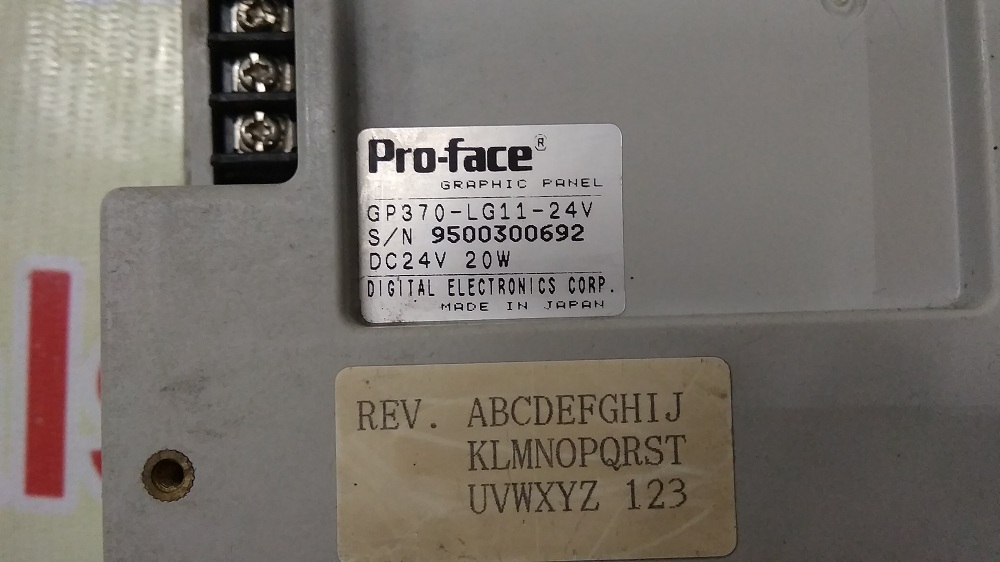 Pro-face®
GRAPHIC PANEL
GP370-LG11-24V
S/N 9500300692
DC24V 20W
DIGITAL ELECTRONICS CORP.
MADE IN JAPAN
REV. ABCDEFGHIJ
KLMNOPQRST
UVWXYZ 123